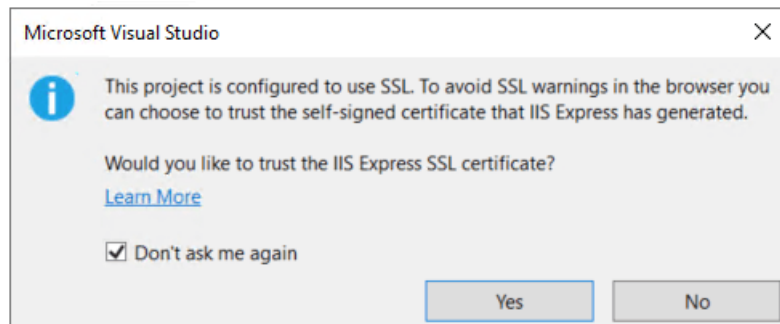 Microsoft Visual Studio
This project is configured to use SSL. To avoid SSL warnings in the browser you
can choose to trust the self-signed certificate that IIS Express has generated.
Would you like to trust the IIS Express SSL certificate?
Learn More
Don't ask me again
Yes No